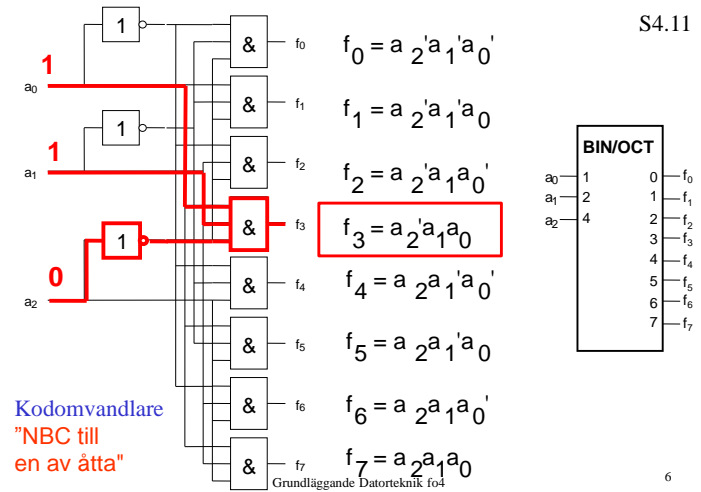 S4.11
1
&
f0
f0 = a2'a1'a0'
1
a0
&
f1
f1 = a2'a1'a0
1
1
a1
&
f2
f2 = a2'a1a0'
&
f3
f3 = a2'a1a0
1
0
a2
&
f4
f4 = a2a1'a0'
&
f5
f5 = a2a1'a0
&
f6
f6 = a2a1a0'
&
f7
f7 = a2a1a0
BIN/OCT
a0 1 0 f0
a1 2 1 f1
a2 4 2 f2
3 f3
4 f4
5 f5
6 f6
7 f7
Kodomvandlare
"NBC till
en av åtta"
Grundläggande Datorteknik fo4
6